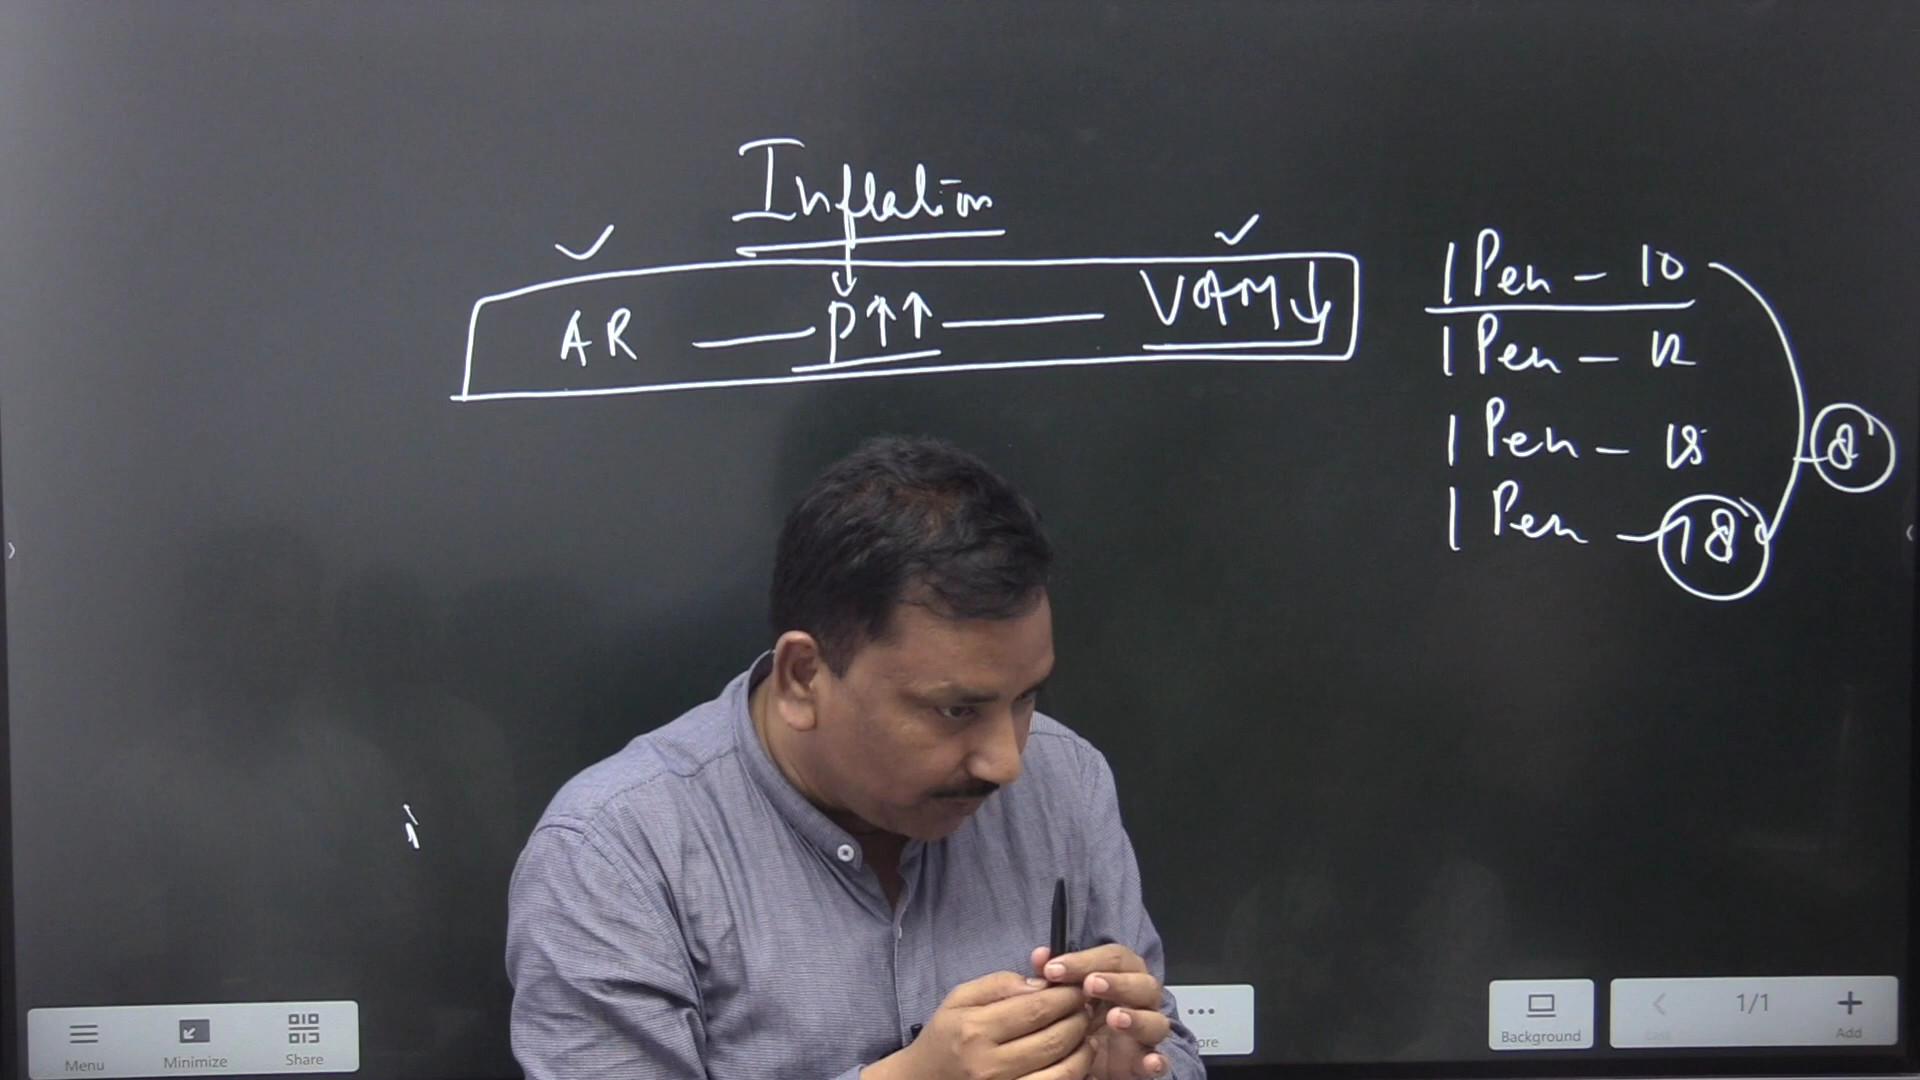 Inflation
AR — P↑↑ — VAM↓
1 Pen - 10
1 Pen - 12
1 Pen - 15
1 Pen - 18
8
Menu
Minimize
Share
Background
1/1
Add